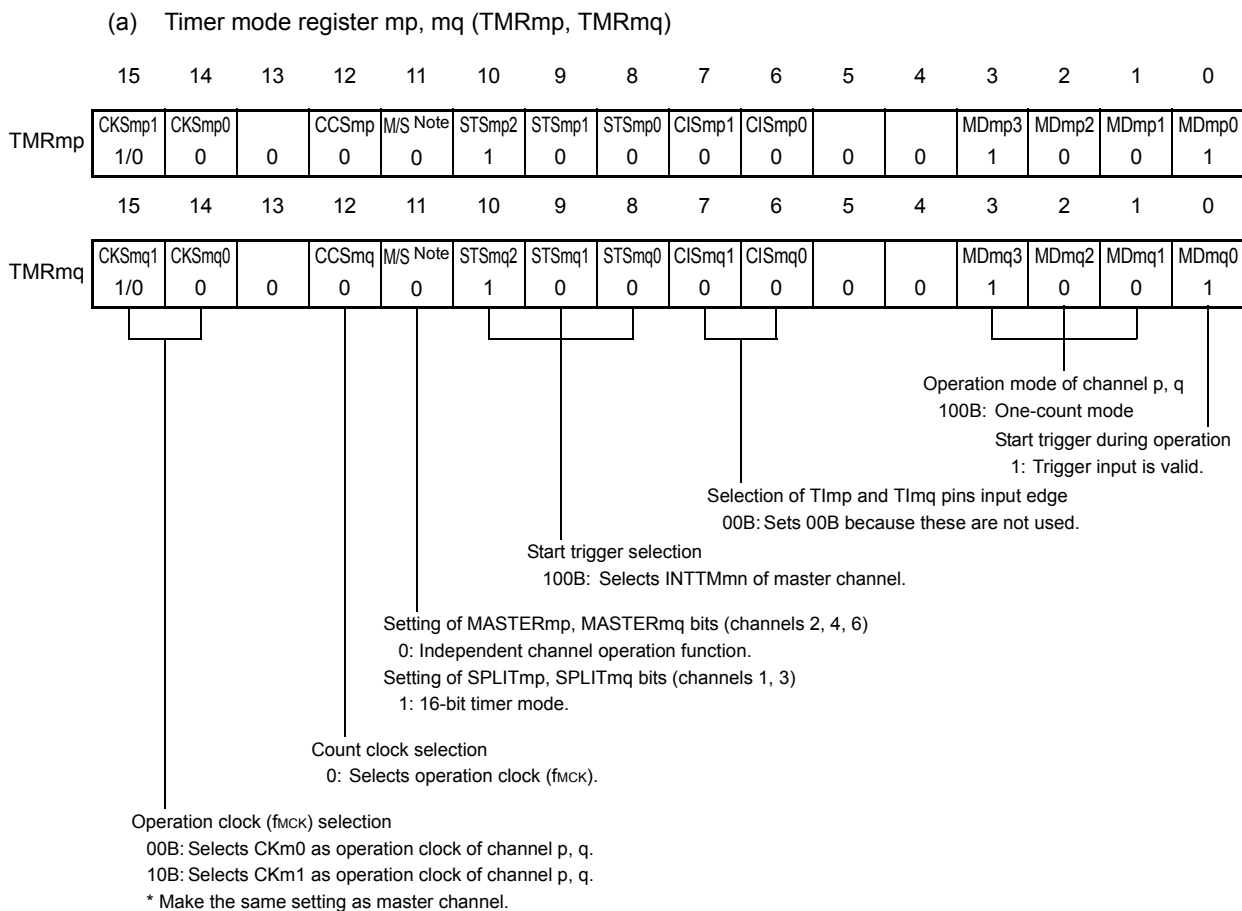 (a) Timer mode register mp, mq (TMRmp, TMRmq)
15 14 13 12 11 10 9 8 7 6 5 4 3 2 1 0
TMRmp CKSmp1 CKSmp0 CCSmp M/S Note STSmp2 STSmp1 STSmp0 CISmp1 CISmp0 MDmp3 MDmp2 MDmp1 MDmp0
1/0 0 0 0 0 1 0 0 0 0 0 0 1 0 0 1
15 14 13 12 11 10 9 8 7 6 5 4 3 2 1 0
TMRmq CKSmq1 CKSmq0 CCSmq M/S Note STSmq2 STSmq1 STSmq0 CISmq1 CISmq0 MDmq3 MDmq2 MDmq1 MDmq0
1/0 0 0 0 0 1 0 0 0 0 0 0 1 0 0 1
Operation mode of channel p, q
100B: One-count mode
Start trigger during operation
1: Trigger input is valid.
Selection of TImp and TImq pins input edge
00B: Sets 00B because these are not used.
Start trigger selection
100B: Selects INTTMmn of master channel.
Setting of MASTERmp, MASTERmq bits (channels 2, 4, 6)
0: Independent channel operation function.
Setting of SPLITmp, SPLITmq bits (channels 1, 3)
1: 16-bit timer mode.
Count clock selection
0: Selects operation clock (fMCK).
Operation clock (fMCK) selection
00B: Selects CKm0 as operation clock of channel p, q.
10B: Selects CKm1 as operation clock of channel p, q.
* Make the same setting as master channel.